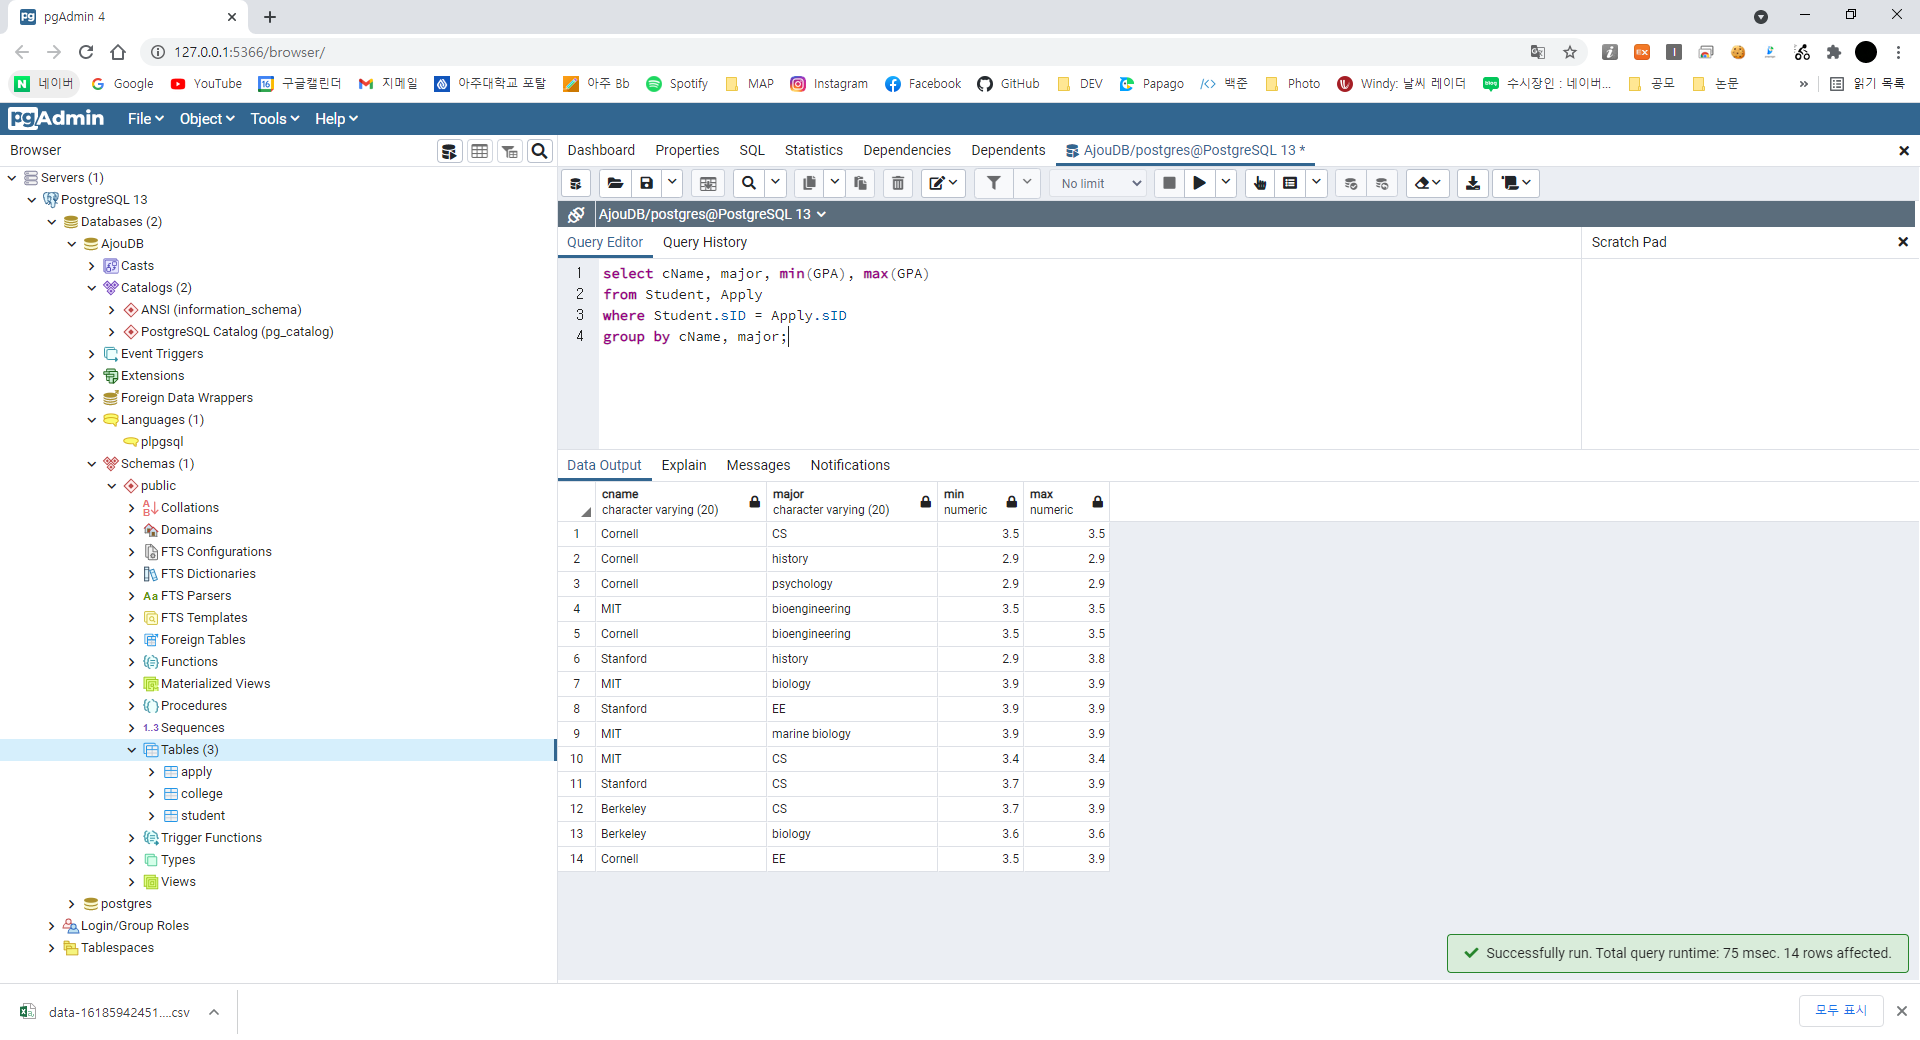 pgAdmin 4
127.0.0.1:5366/browser/
네이버 Google YouTube 구글캘린더 지메일 아주대학교 포탈 아주 Bb Spotify MAP Instagram Facebook GitHub DEV Papago 백준 Photo Windy: 날씨 레이더 수시장인 : 네이버... 공모 논문 » 읽기 목록
pgAdmin File Object Tools Help
Browser
Dashboard Properties SQL Statistics Dependencies Dependents AjouDB/postgres@PostgreSQL 13 *
No limit
AjouDB/postgres@PostgreSQL 13
Query Editor Query History
Scratch Pad
1 select cName, major, min(GPA), max(GPA)
2 from Student, Apply
3 where Student.sID = Apply.sID
4 group by cName, major;
Servers (1)
PostgreSQL 13
Databases (2)
AjouDB
Casts
Catalogs (2)
ANSI (information_schema)
PostgreSQL Catalog (pg_catalog)
Event Triggers
Extensions
Foreign Data Wrappers
Languages (1)
plpgsql
Schemas (1)
public
Collations
Domains
FTS Configurations
FTS Dictionaries
FTS Parsers
FTS Templates
Foreign Tables
Functions
Materialized Views
Procedures
1..3 Sequences
Tables (3)
apply
college
student
Trigger Functions
Types
Views
postgres
Login/Group Roles
Tablespaces
Data Output Explain Messages Notifications
cname major min max
character varying (20) character varying (20) numeric numeric
1 Cornell CS 3.5 3.5
2 Cornell history 2.9 2.9
3 Cornell psychology 2.9 2.9
4 MIT bioengineering 3.5 3.5
5 Cornell bioengineering 3.5 3.5
6 Stanford history 2.9 3.8
7 MIT biology 3.9 3.9
8 Stanford EE 3.9 3.9
9 MIT marine biology 3.9 3.9
10 MIT CS 3.4 3.4
11 Stanford CS 3.7 3.9
12 Berkeley CS 3.7 3.9
13 Berkeley biology 3.6 3.6
14 Cornell EE 3.5 3.9
Successfully run. Total query runtime: 75 msec. 14 rows affected.
data-16185942451....csv
모두 표시